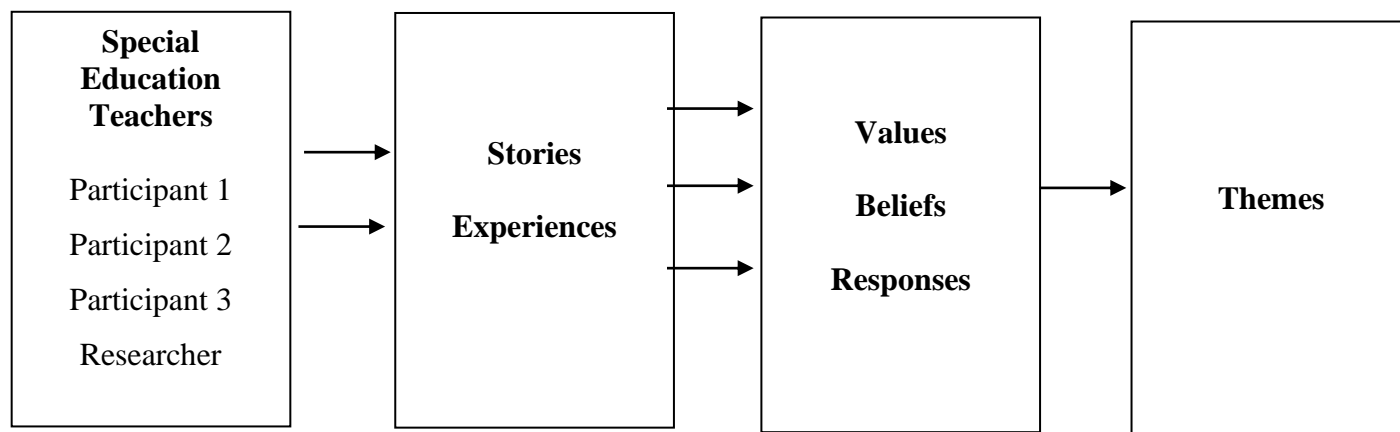 Special
Education
Teachers
Participant 1
Participant 2
Participant 3
Researcher
Stories
Experiences
Values
Beliefs
Responses
Themes